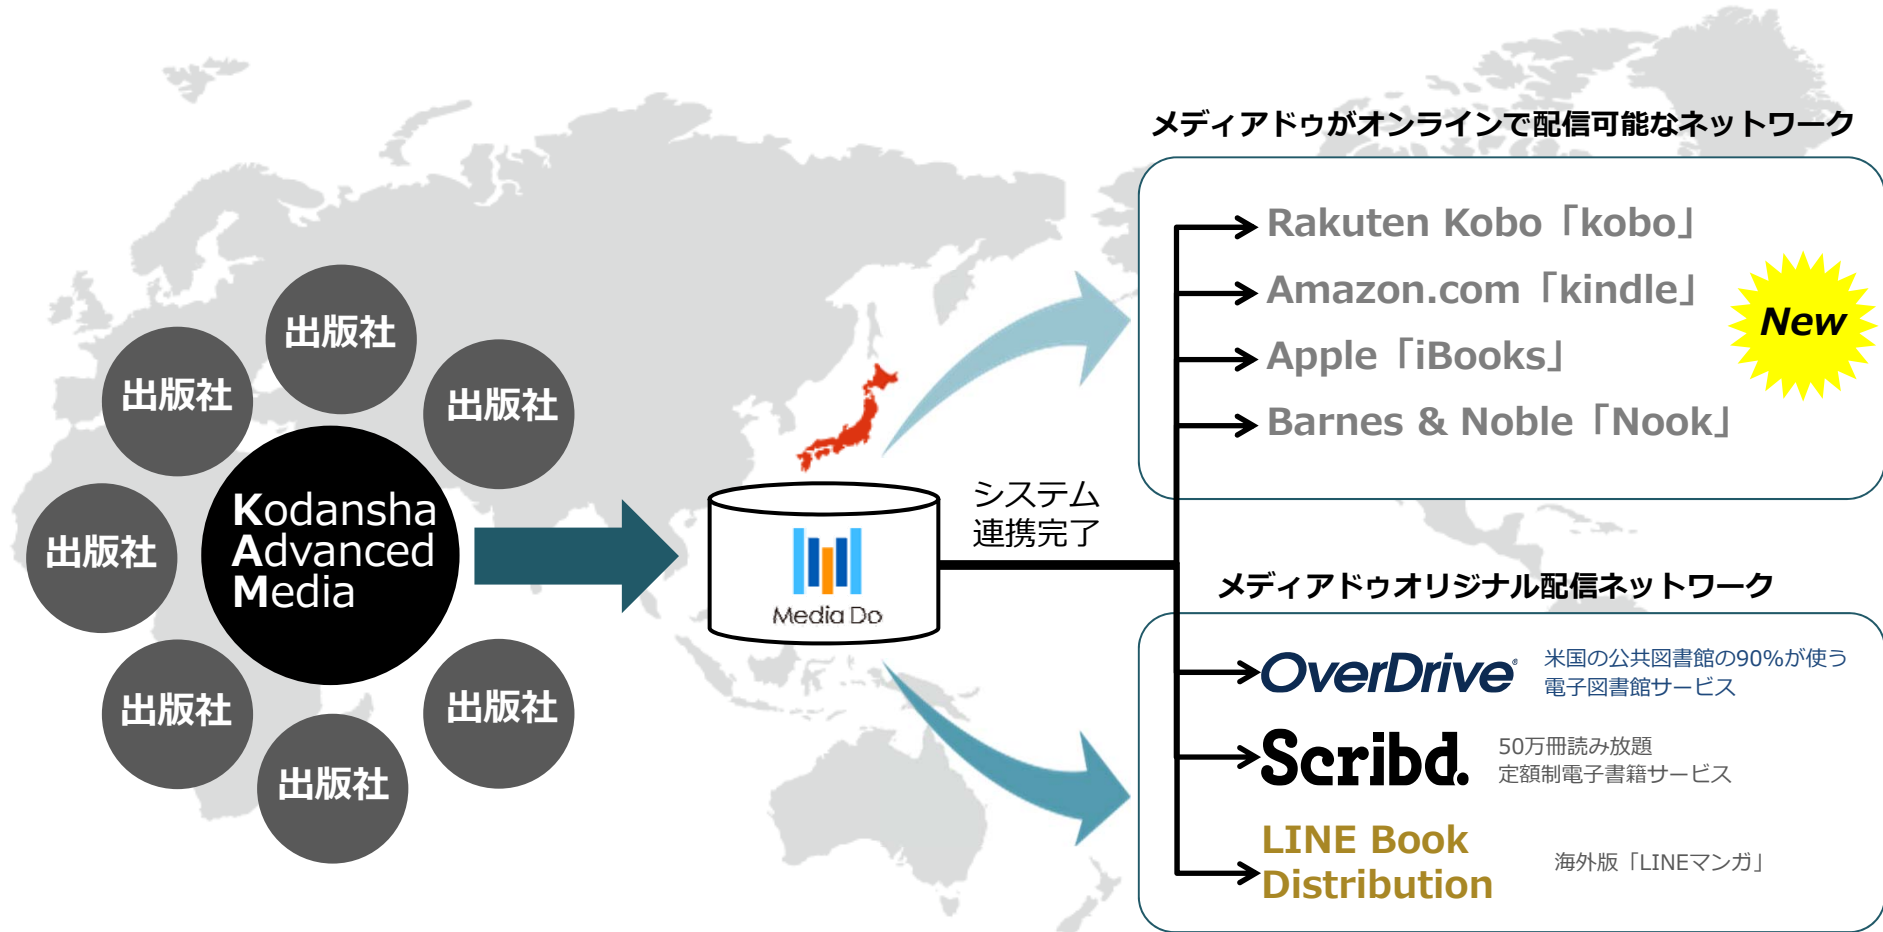 出版社
出版社
出版社
出版社
出版社
出版社
出版社
Kodansha
Advanced
Media
Media Do
システム
連携完了
メディアドゥがオンラインで配信可能なネットワーク
Rakuten Kobo「kobo」
Amazon.com「kindle」
Apple「iBooks」
Barnes & Noble「Nook」
New
メディアドゥオリジナル配信ネットワーク
OverDrive®
米国の公共図書館の90%が使う
電子図書館サービス
Scribd.
50万冊読み放題
定額制電子書籍サービス
LINE Book
Distribution
海外版「LINEマンガ」